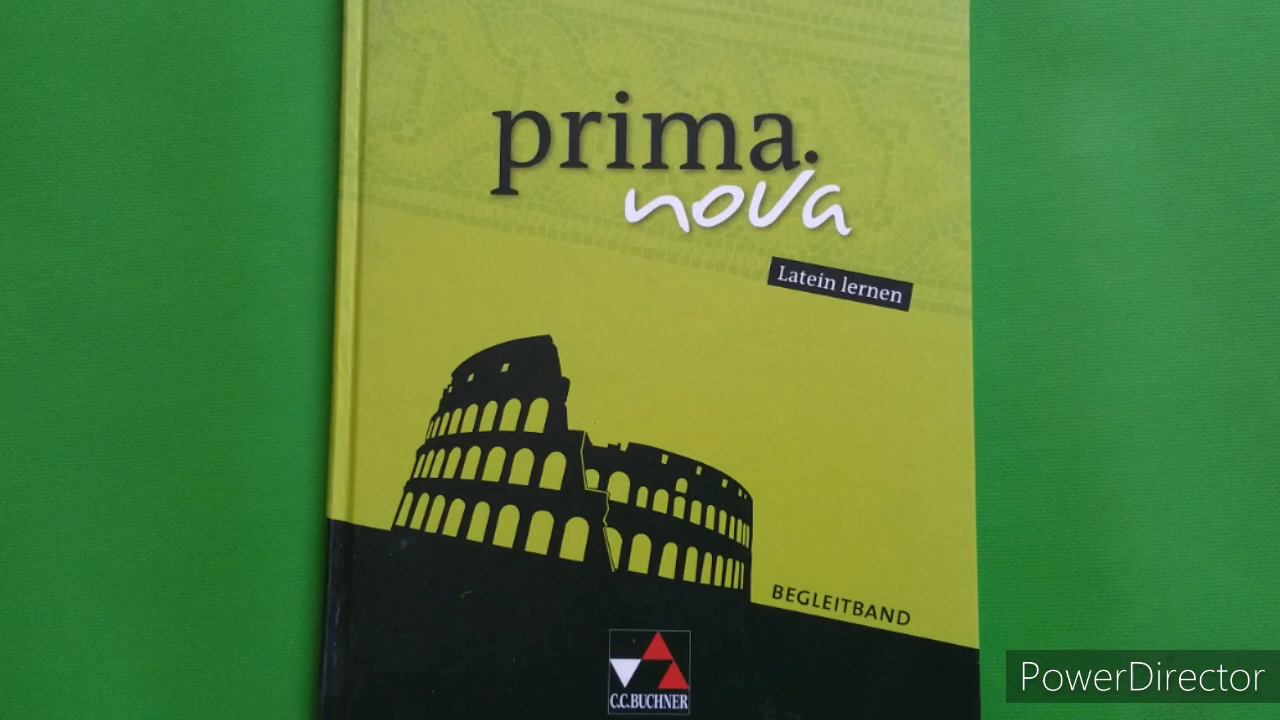 prima.
nova
Latein lernen
BEGLEITBAND
C.C.BUCHNER
PowerDirector